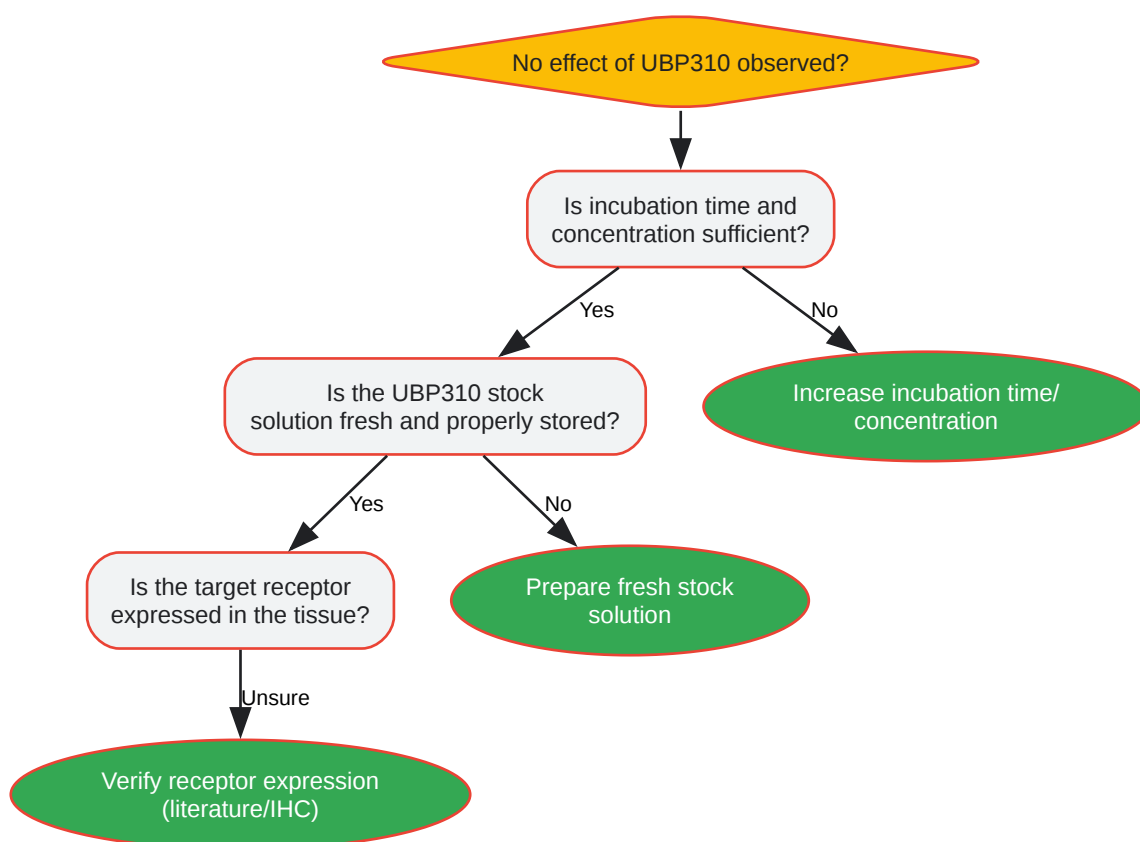 No effect of UBP310 observed?
Is incubation time and
concentration sufficient?
Yes
No
Is the UBP310 stock
solution fresh and properly stored?
Increase incubation time/
concentration
Yes
No
Is the target receptor
expressed in the tissue?
Prepare fresh stock
solution
Unsure
Verify receptor expression
(literature/IHC)